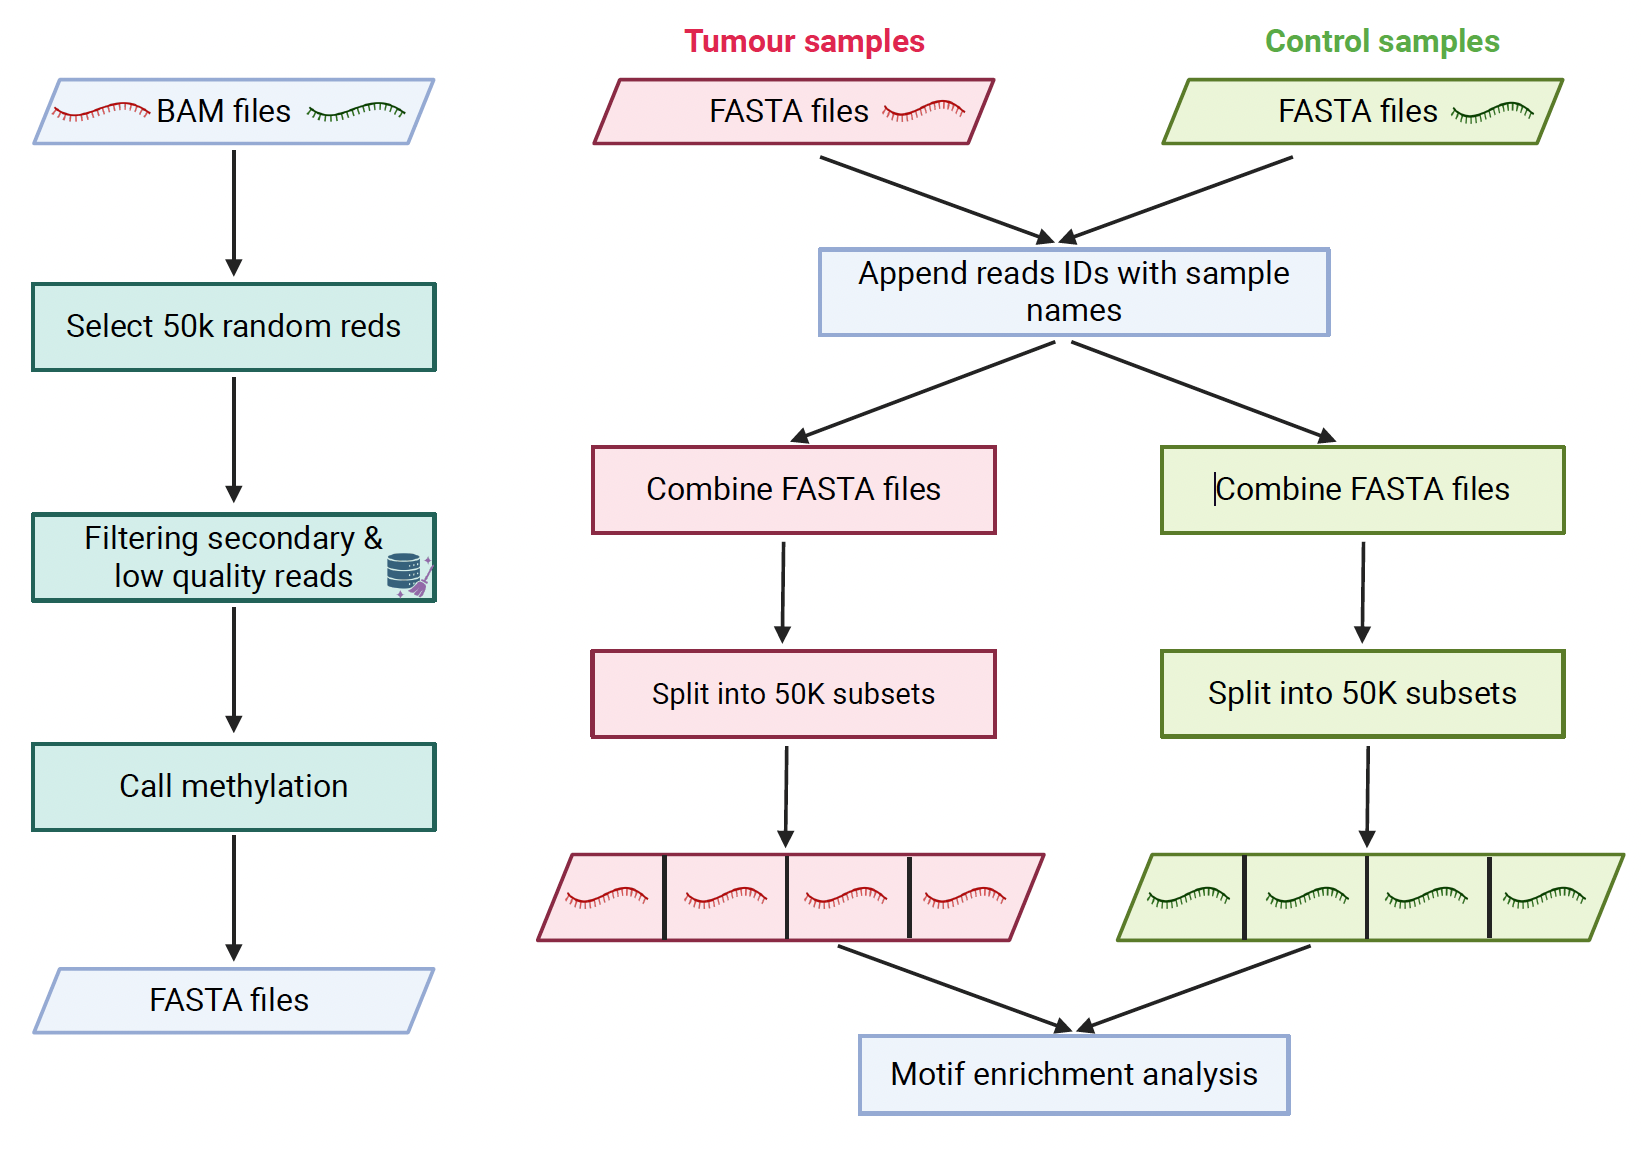 BAM files
Select 50k random reds
Filtering secondary &
low quality reads
Call methylation
FASTA files
Tumour samples
Control samples
FASTA files
FASTA files
Append reads IDs with sample
names
Combine FASTA files
Combine FASTA files
Split into 50K subsets
Split into 50K subsets
Motif enrichment analysis